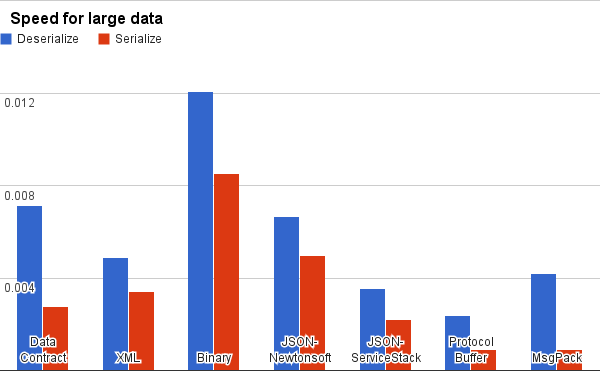 Speed for large data
Deserialize
Serialize
0.012
0.008
0.004
Data
Contract
XML
Binary
JSON-
Newtonsoft
JSON-
ServiceStack
Protocol
Buffer
MsgPack